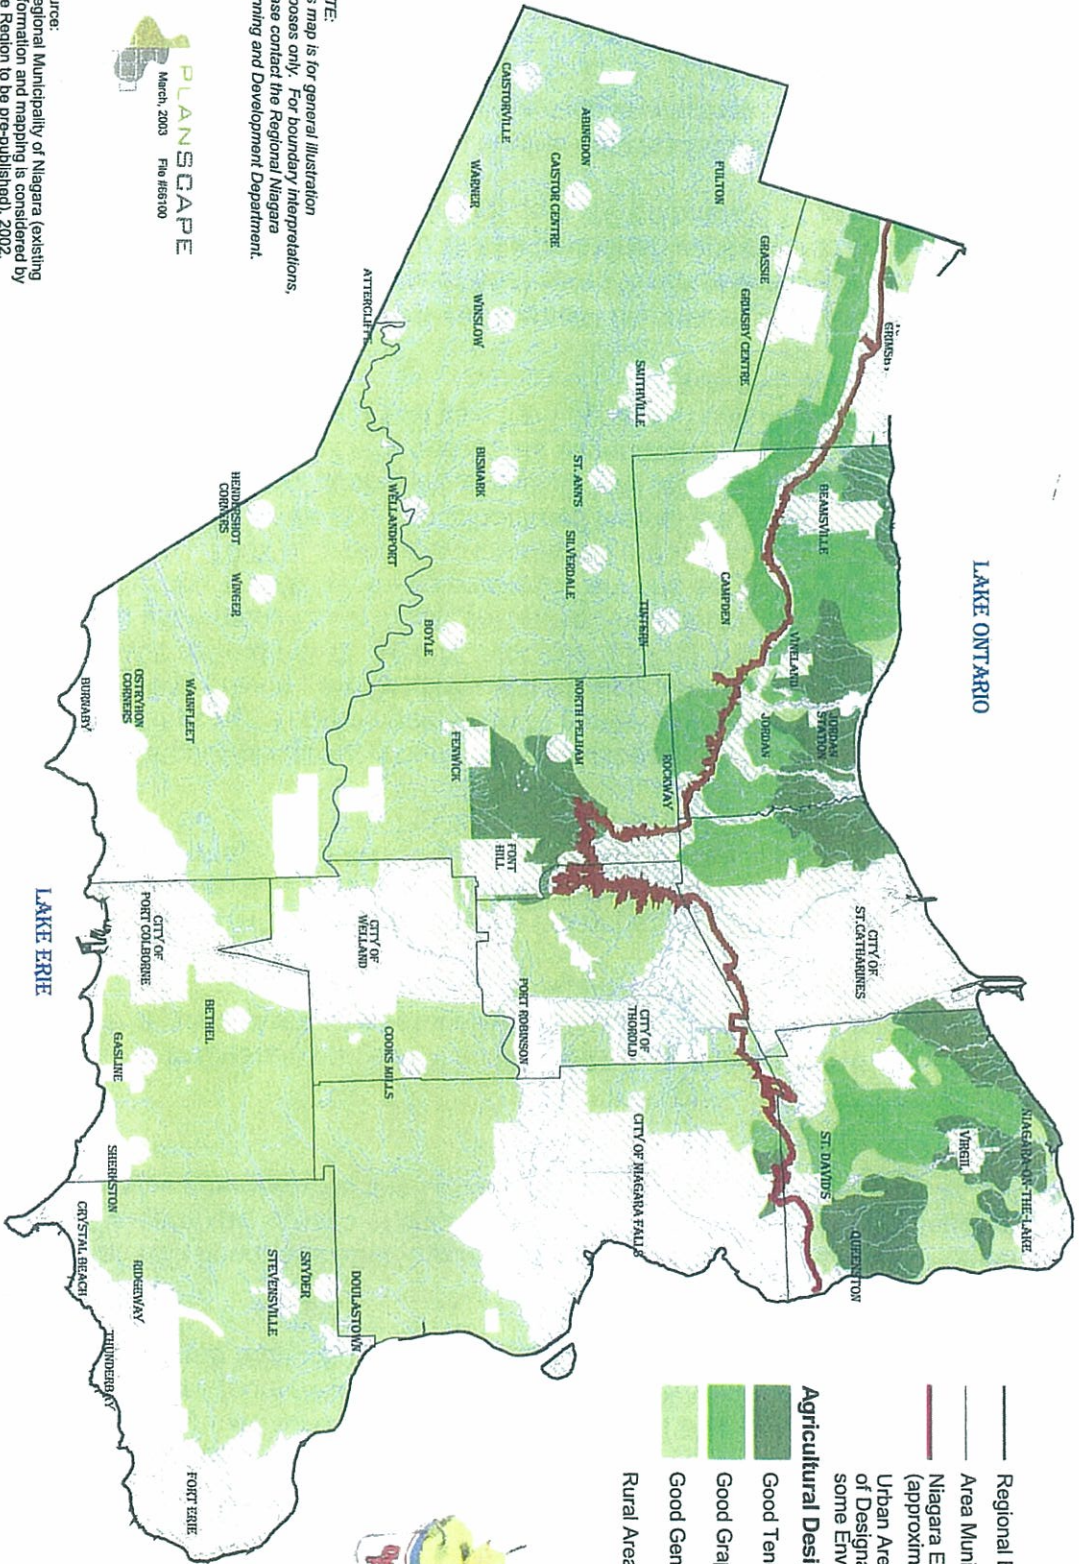 LAKE ONTARIO
GRIMSBY
BEAMSVILLE
VINELAND
JORDAN
STATION
JORDAN
CAMPDEN
TINTERN
ROCKWAY
FULTON
GRASSIE
GRIMSBY CENTRE
SMITHVILLE
ABINGDON
CAISTOR CENTRE
CAISTORVILLE
WARNER
WINSLOW
ST. ANN'S
SILVERDALE
BISMARK
WELLANDPORT
BOYLE
ATTERCLIFFE
HENDERSHOT
CORNERS
WINGER
WAINFLEET
OSTRYHON
CORNERS
BURNABY
NORTH PELHAM
FENWICK
FONT
HILL
CITY OF
ST.CATHARINES
NIAGARA-ON-THE-LAKE
VIRGIL
ST. DAVIDS
QUEENSTON
CITY OF
THOROLD
PORT ROBINSON
CITY OF NIAGARA FALLS
CITY OF
WELLAND
COOKS MILLS
CITY OF
PORT COLBORNE
BETHEL
GASLINE
SHERKSTON
CRYSTAL BEACH
RIDGEWAY
THUNDERBAY
STEVENSVILLE
SNYDER
DOULASTOWN
FORT ERIE
LAKE ERIE
Regional
Area Muni
Niagara E
(approxim
Urban Are
of Designa
some Env
Agricultural Desi
Good Ten
Good Gra
Good Gen
Rural Area
TE:
s map is for general illustration
poses only. For boundary interpretations,
ase contact the Regional Niagara
nning and Development Department.
PLANSCAPE
March, 2003 File #66100
urce:
egional Municipality of Niagara (existing
formation and mapping is considered by
e Region to be pre-published), 2002.